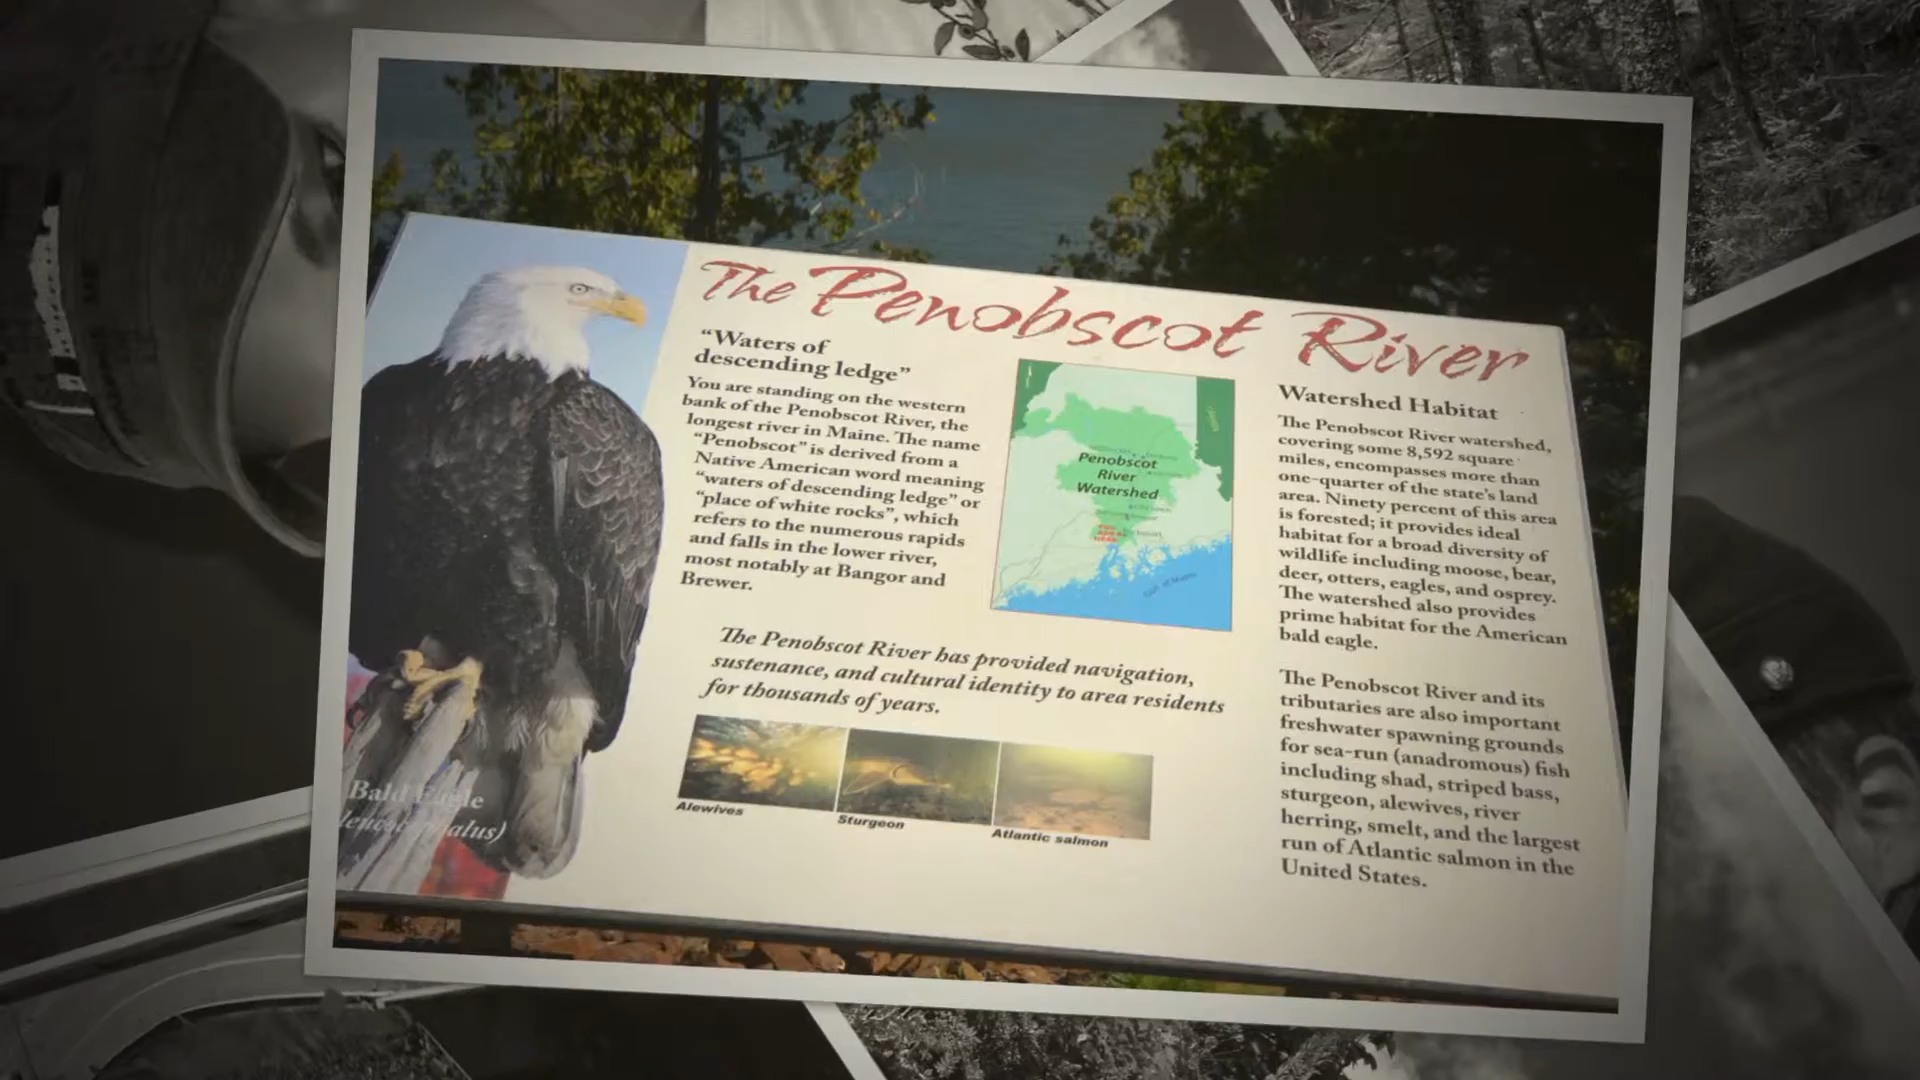 The Penobscot River
"Waters of
descending ledge"
You are standing on the western
bank of the Penobscot River, the
longest river in Maine. The name
"Penobscot" is derived from a
Native American word meaning
"waters of descending ledge" or
"place of white rocks", which
refers to the numerous rapids
and falls in the lower river,
most notably at Bangor and
Brewer.
Penobscot
River
Watershed
YOU
ARE
HERE
Gulf of Maine
The Penobscot River has provided navigation,
sustenance, and cultural identity to area residents
for thousands of years.
Alewives
Sturgeon
Atlantic salmon
Watershed Habitat
The Penobscot River watershed,
covering some 8,592 square
miles, encompasses more than
one-quarter of the state's land
area. Ninety percent of this area
is forested; it provides ideal
habitat for a broad diversity of
wildlife including moose, bear,
deer, otters, eagles, and osprey.
The watershed also provides
prime habitat for the American
bald eagle.
The Penobscot River and its
tributaries are also important
freshwater spawning grounds
for sea-run (anadromous) fish
including shad, striped bass,
sturgeon, alewives, river
herring, smelt, and the largest
run of Atlantic salmon in the
United States.
Bald Eagle
leucocephalus)